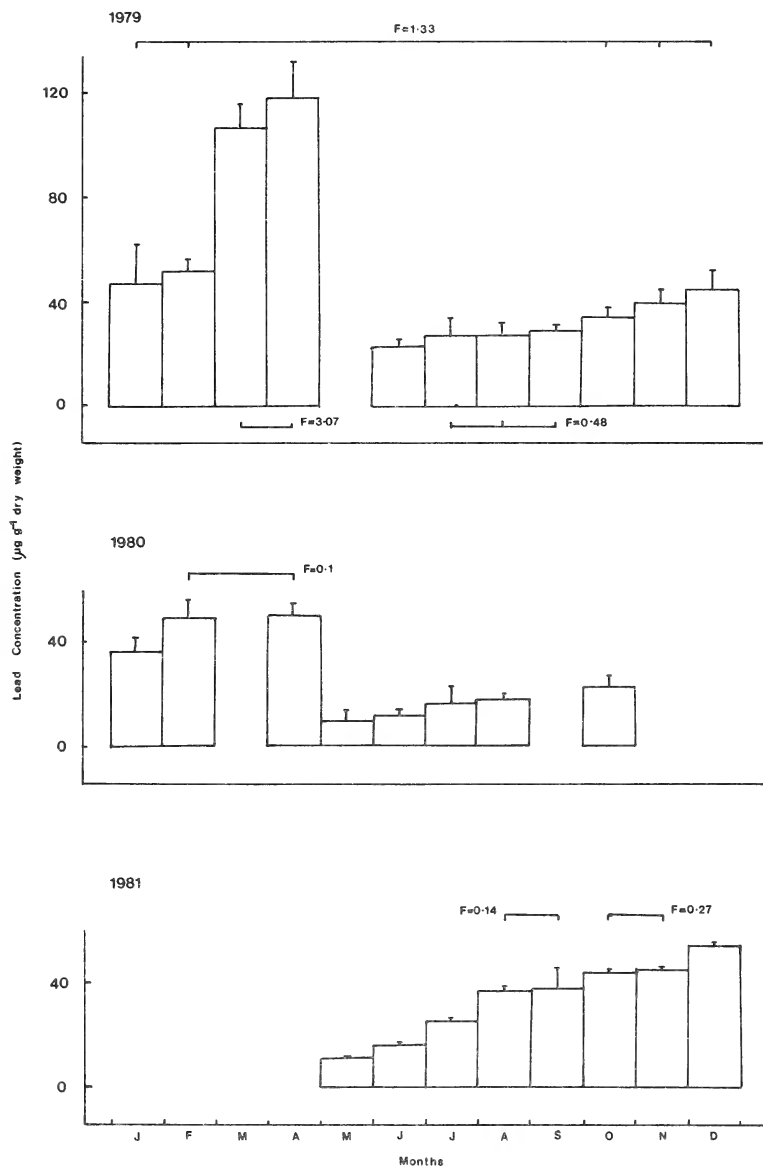 1979
F=1·33
120
80
40
0
F=3·07
F=0·48
Lead Concentration (µg g⁻¹ dry weight)
1980
F=0·1
40
0
1981
F=0·14
F=0·27
40
0
J F M A M J J A S O N D
Months